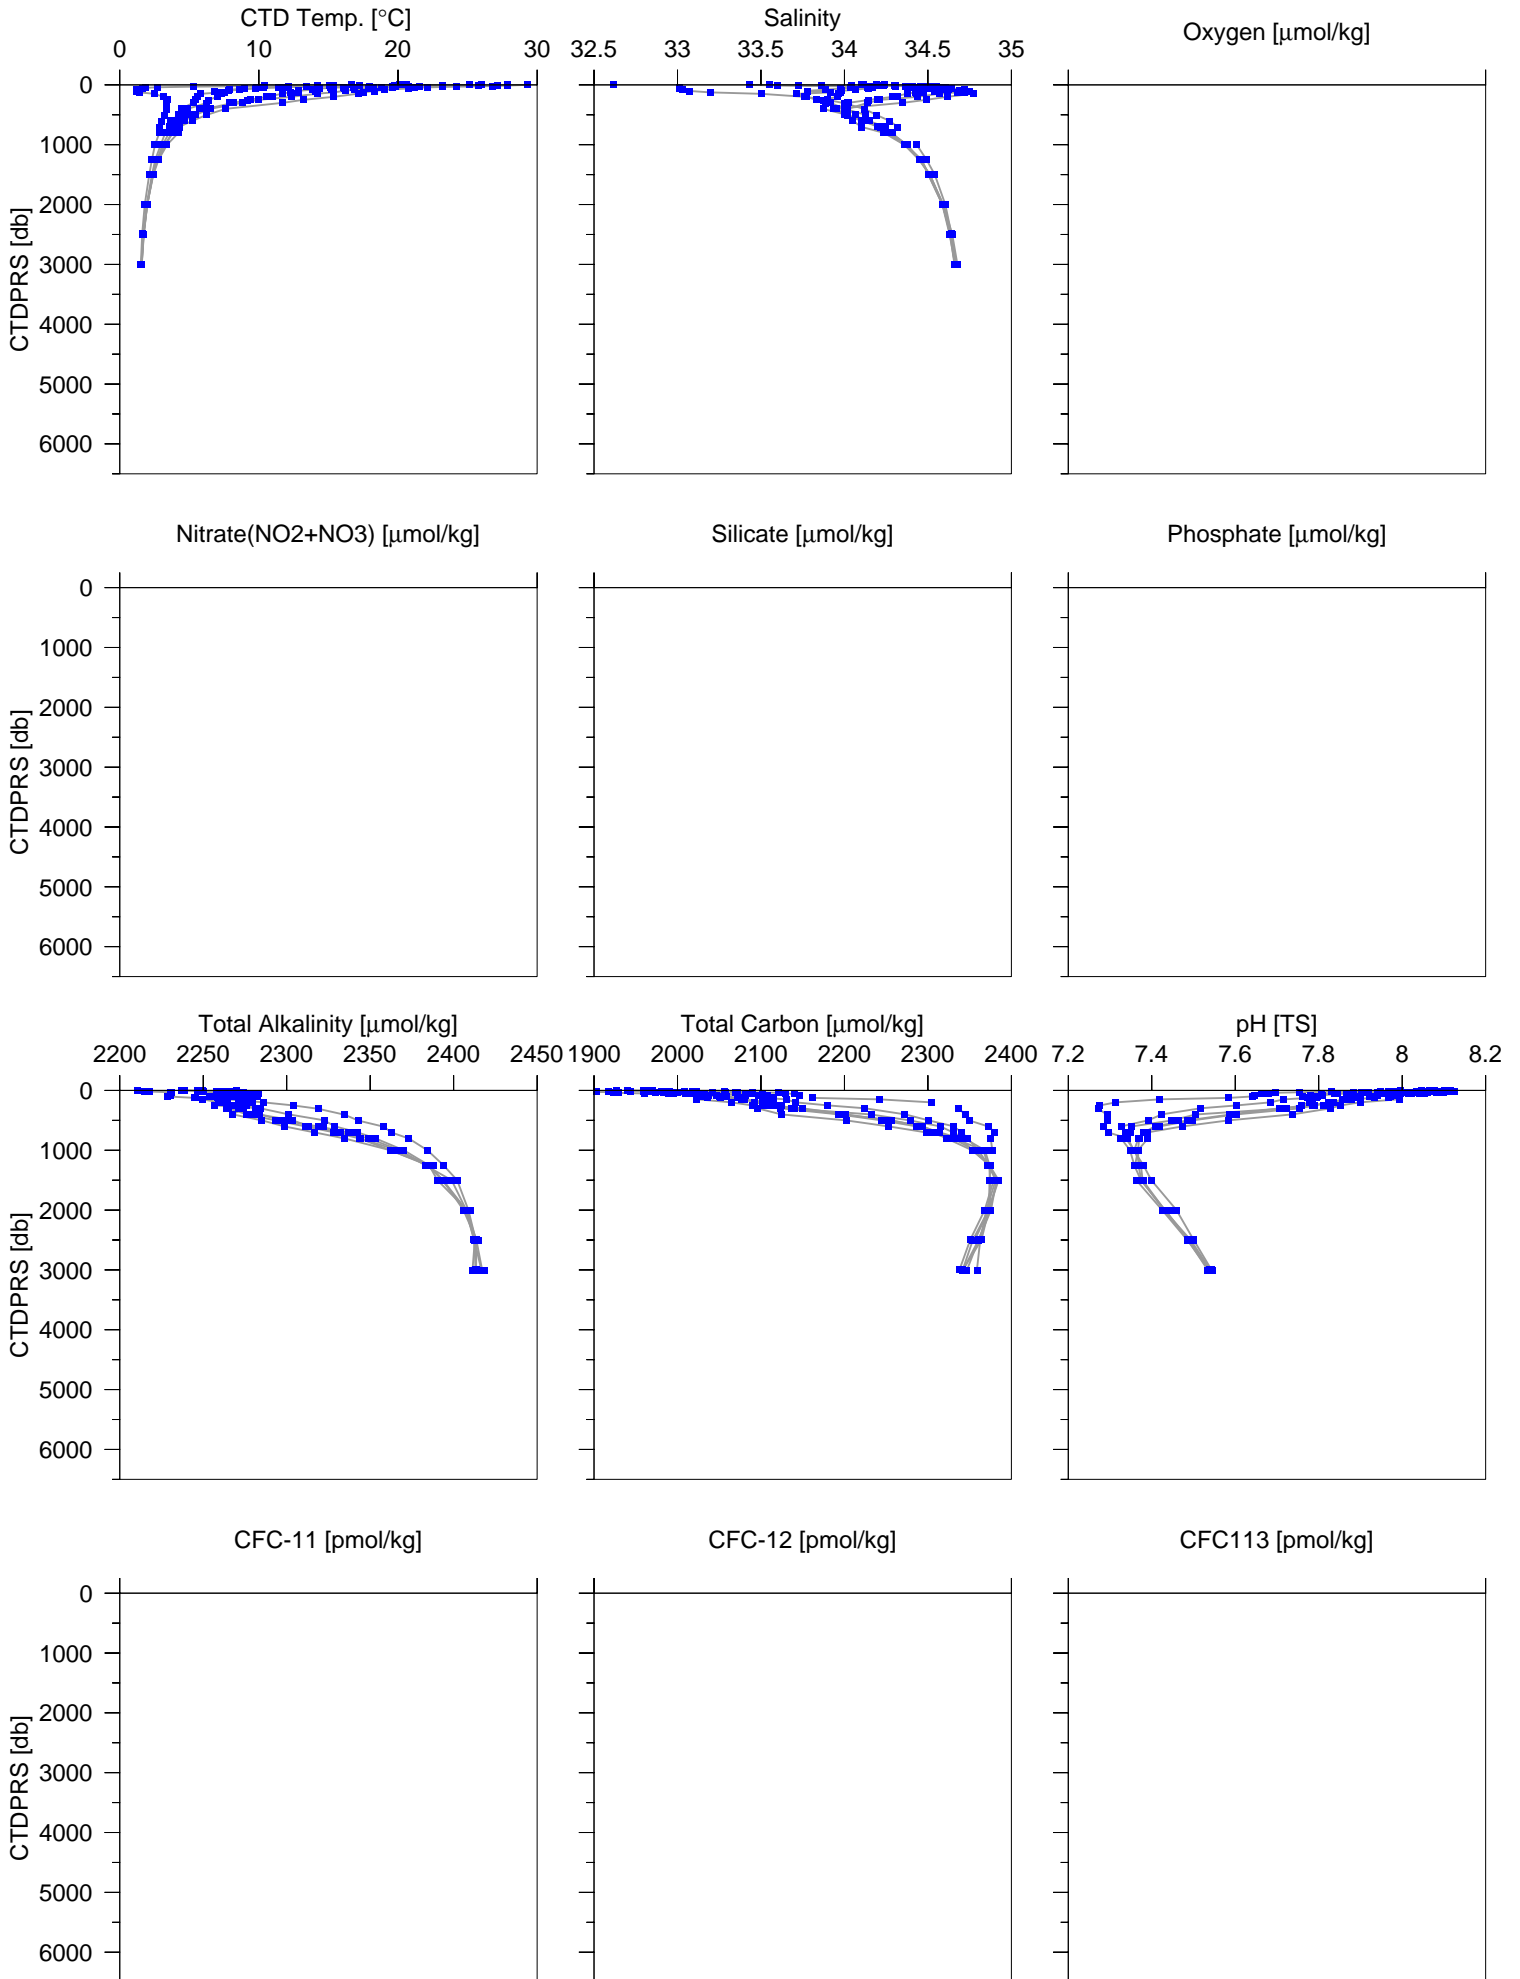 CTD Temp. [°C] Salinity Oxygen [μmol/kg]
0 10 20 30 32.5 33 33.5 34 34.5 35
0
1000
2000
3000
4000
5000
6000
CTDPRS [db]
Nitrate(NO2+NO3) [μmol/kg] Silicate [μmol/kg] Phosphate [μmol/kg]
0
1000
2000
3000
4000
5000
6000
CTDPRS [db]
Total Alkalinity [μmol/kg] Total Carbon [μmol/kg] pH [TS]
2200 2250 2300 2350 2400 2450 1900 2000 2100 2200 2300 2400 7.2 7.4 7.6 7.8 8 8.2
0
1000
2000
3000
4000
5000
6000
CTDPRS [db]
CFC-11 [pmol/kg] CFC-12 [pmol/kg] CFC113 [pmol/kg]
0
1000
2000
3000
4000
5000
6000
CTDPRS [db]